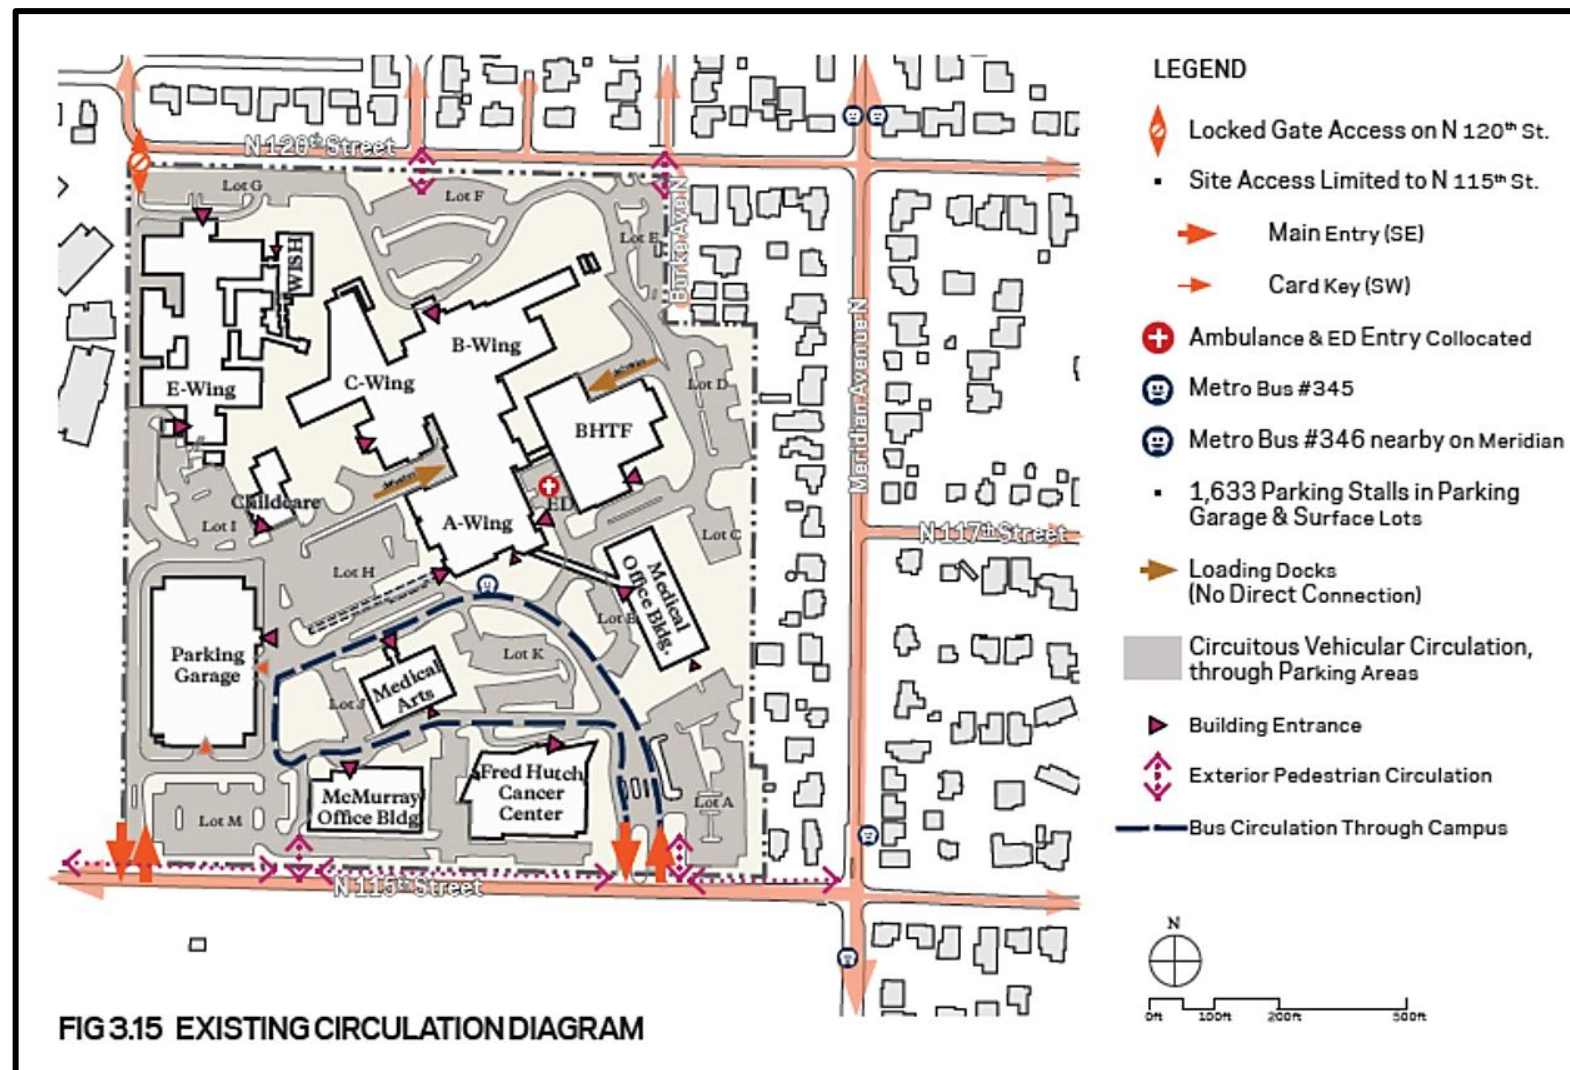 LEGEND
Locked Gate Access on N 120th St.
Site Access Limited to N 115th St.
Main Entry (SE)
Card Key (SW)
Ambulance & ED Entry Collocated
Metro Bus #345
Metro Bus #346 nearby on Meridian
1,633 Parking Stalls in Parking
Garage & Surface Lots
Loading Docks
(No Direct Connection)
Circuitous Vehicular Circulation,
through Parking Areas
Building Entrance
Exterior Pedestrian Circulation
Bus Circulation Through Campus
N
0ft 100ft 200ft 500ft
N 120th Street
Lot G
Lot F
Lot E
Burke Ave N
WISH
B-Wing
C-Wing
E-Wing
Lot D
BHTF
Meridian Avenue N
Childcare
Lot I
A-Wing
ED
Lot C
N 117th Street
Lot H
Medical
Office Bldg.
Lot B
Parking
Garage
Lot K
Medical
Arts
Lot J
Fred Hutch
Cancer
Center
McMurray
Office Bldg
Lot M
Lot A
N 115th Street
FIG 3.15 EXISTING CIRCULATION DIAGRAM